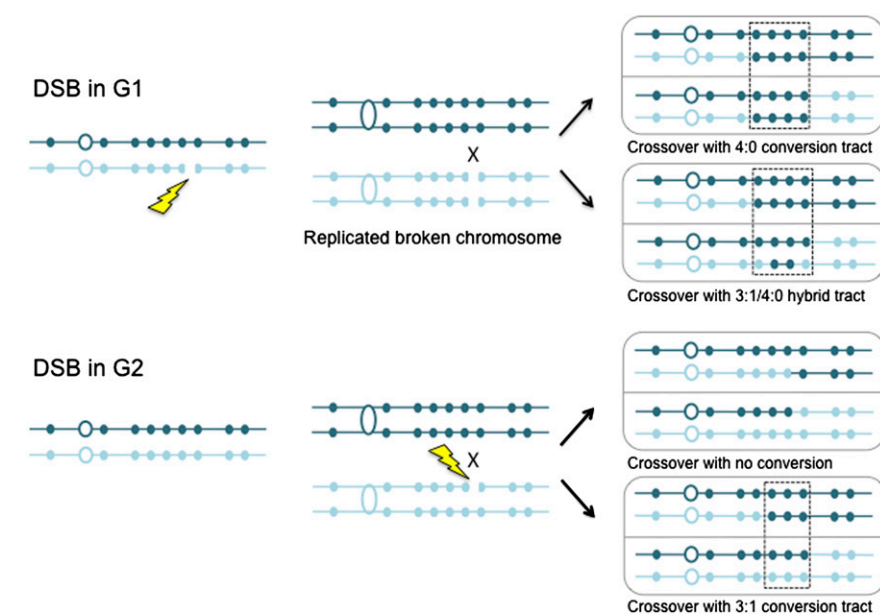 DSB in G1
X
Replicated broken chromosome
Crossover with 4:0 conversion tract
Crossover with 3:1/4:0 hybrid tract
DSB in G2
X
Crossover with no conversion
Crossover with 3:1 conversion tract